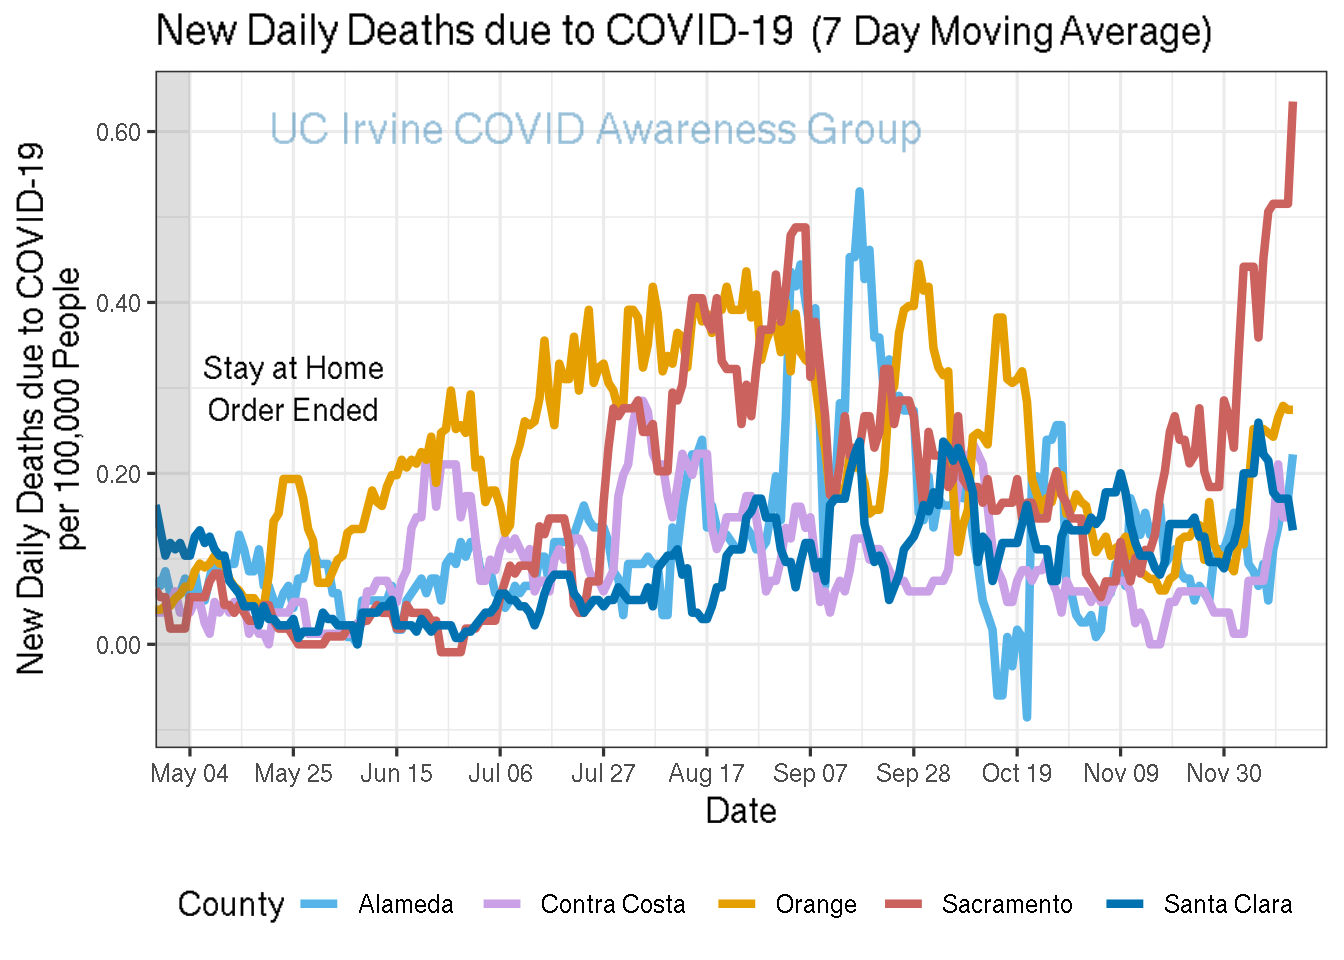 New Daily Deaths due to COVID-19 (7 Day Moving Average)
UC Irvine COVID Awareness Group
New Daily Deaths due to COVID-19
per 100,000 People
0.60
0.40
0.20
0.00
Stay at Home
Order Ended
May 04 May 25 Jun 15 Jul 06 Jul 27 Aug 17 Sep 07 Sep 28 Oct 19 Nov 09 Nov 30
Date
County Alameda Contra Costa Orange Sacramento Santa Clara